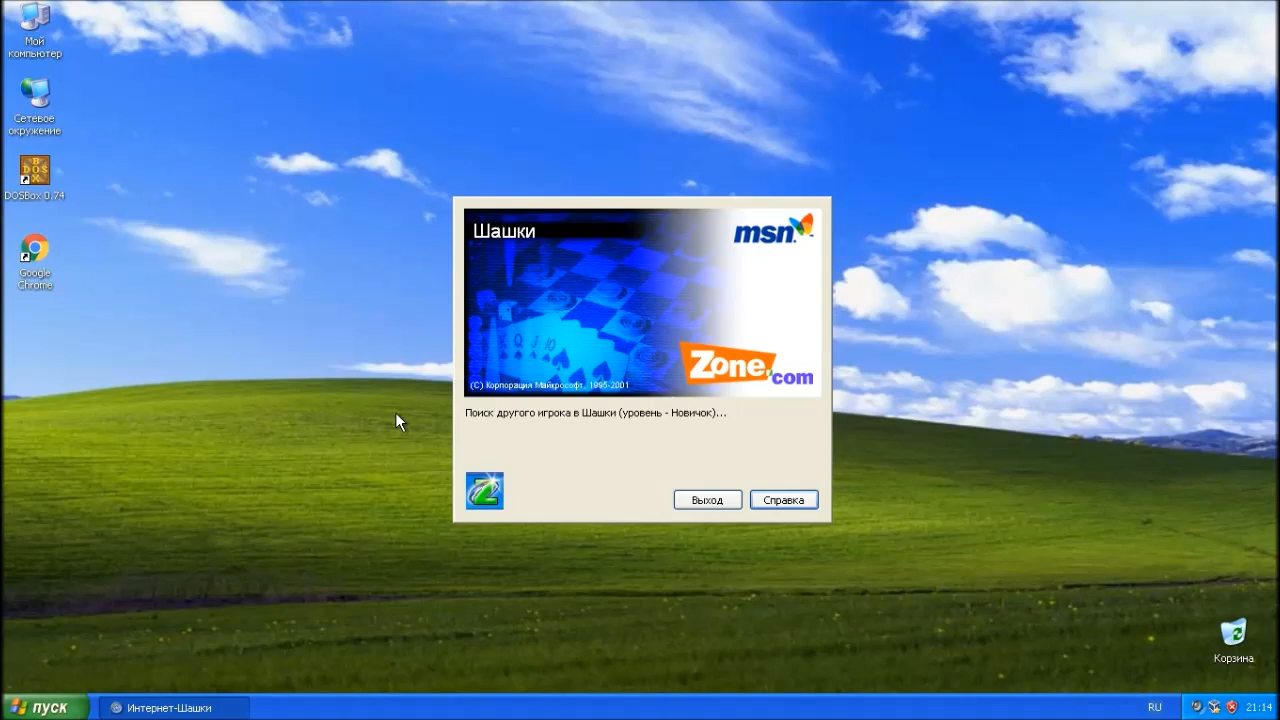 Мой
компьютер
Сетевое
окружение
DOSBox 0.74
Google
Chrome
Шашки
msn
Zone.com
(C) Корпорация Майкрософт, 1995-2001
Поиск другого игрока в Шашки (уровень - Новичок)...
Выход
Справка
Корзина
пуск
Интернет-Шашки
RU
21:14